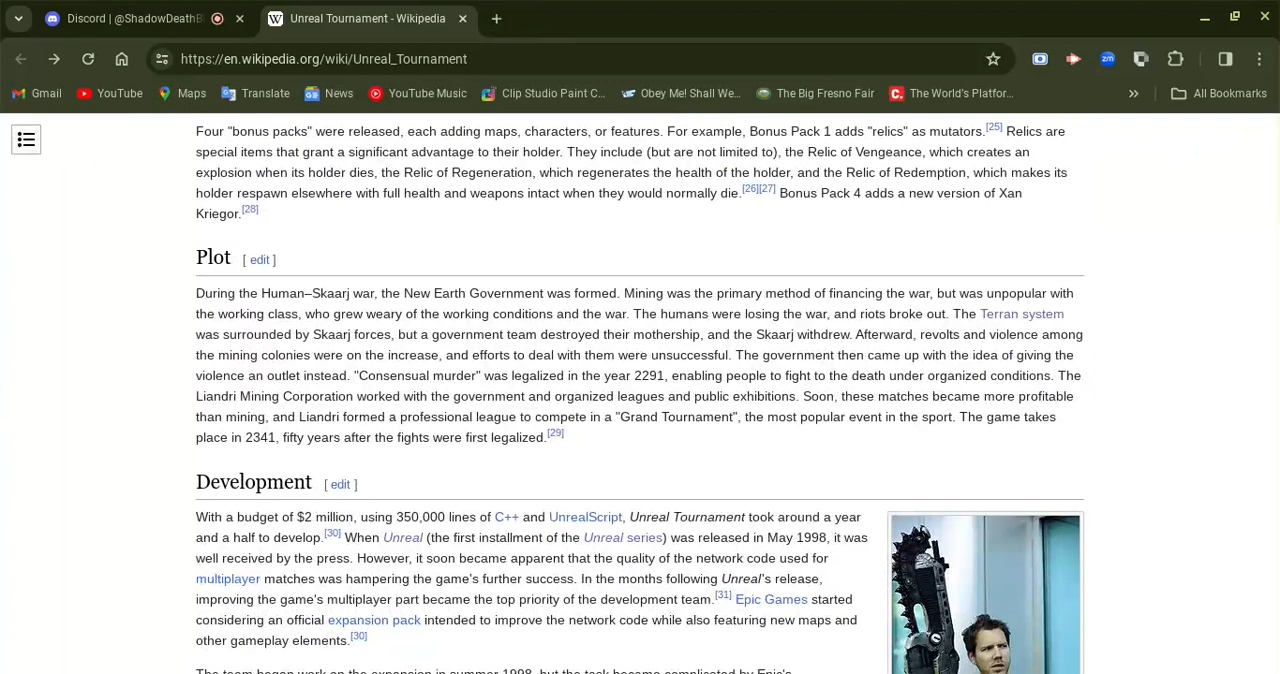 Discord | @ShadowDeathB
Unreal Tournament - Wikipedia
https://en.wikipedia.org/wiki/Unreal_Tournament
Gmail
YouTube
Maps
Translate
News
YouTube Music
Clip Studio Paint C...
Obey Me! Shall We...
The Big Fresno Fair
The World's Platfor...
All Bookmarks
Four "bonus packs" were released, each adding maps, characters, or features. For example, Bonus Pack 1 adds "relics" as mutators.[25] Relics are
special items that grant a significant advantage to their holder. They include (but are not limited to), the Relic of Vengeance, which creates an
explosion when its holder dies, the Relic of Regeneration, which regenerates the health of the holder, and the Relic of Redemption, which makes its
holder respawn elsewhere with full health and weapons intact when they would normally die.[26][27] Bonus Pack 4 adds a new version of Xan
Kriegor.[28]
Plot [ edit ]
During the Human–Skaarj war, the New Earth Government was formed. Mining was the primary method of financing the war, but was unpopular with
the working class, who grew weary of the working conditions and the war. The humans were losing the war, and riots broke out. The Terran system
was surrounded by Skaarj forces, but a government team destroyed their mothership, and the Skaarj withdrew. Afterward, revolts and violence among
the mining colonies were on the increase, and efforts to deal with them were unsuccessful. The government then came up with the idea of giving the
violence an outlet instead. "Consensual murder" was legalized in the year 2291, enabling people to fight to the death under organized conditions. The
Liandri Mining Corporation worked with the government and organized leagues and public exhibitions. Soon, these matches became more profitable
than mining, and Liandri formed a professional league to compete in a "Grand Tournament", the most popular event in the sport. The game takes
place in 2341, fifty years after the fights were first legalized.[29]
Development [ edit ]
With a budget of $2 million, using 350,000 lines of C++ and UnrealScript, Unreal Tournament took around a year
and a half to develop.[30] When Unreal (the first installment of the Unreal series) was released in May 1998, it was
well received by the press. However, it soon became apparent that the quality of the network code used for
multiplayer matches was hampering the game's further success. In the months following Unreal's release,
improving the game's multiplayer part became the top priority of the development team.[31] Epic Games started
considering an official expansion pack intended to improve the network code while also featuring new maps and
other gameplay elements.[30]
The team began work on the expansion in summer 1998, but the task became complicated by Epic's